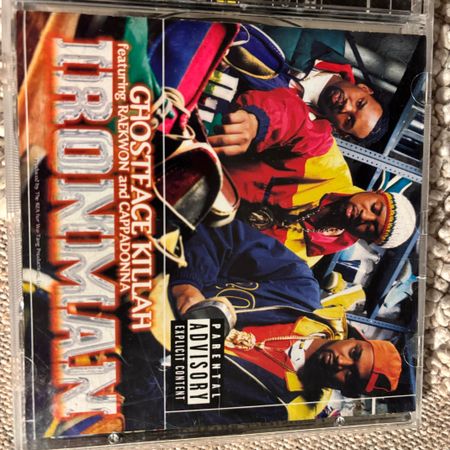 GHOSTFACE KILLAH
featuring RAEKWON and CAPPADONNA
IRONMAN
PARENTAL
ADVISORY
EXPLICIT CONTENT